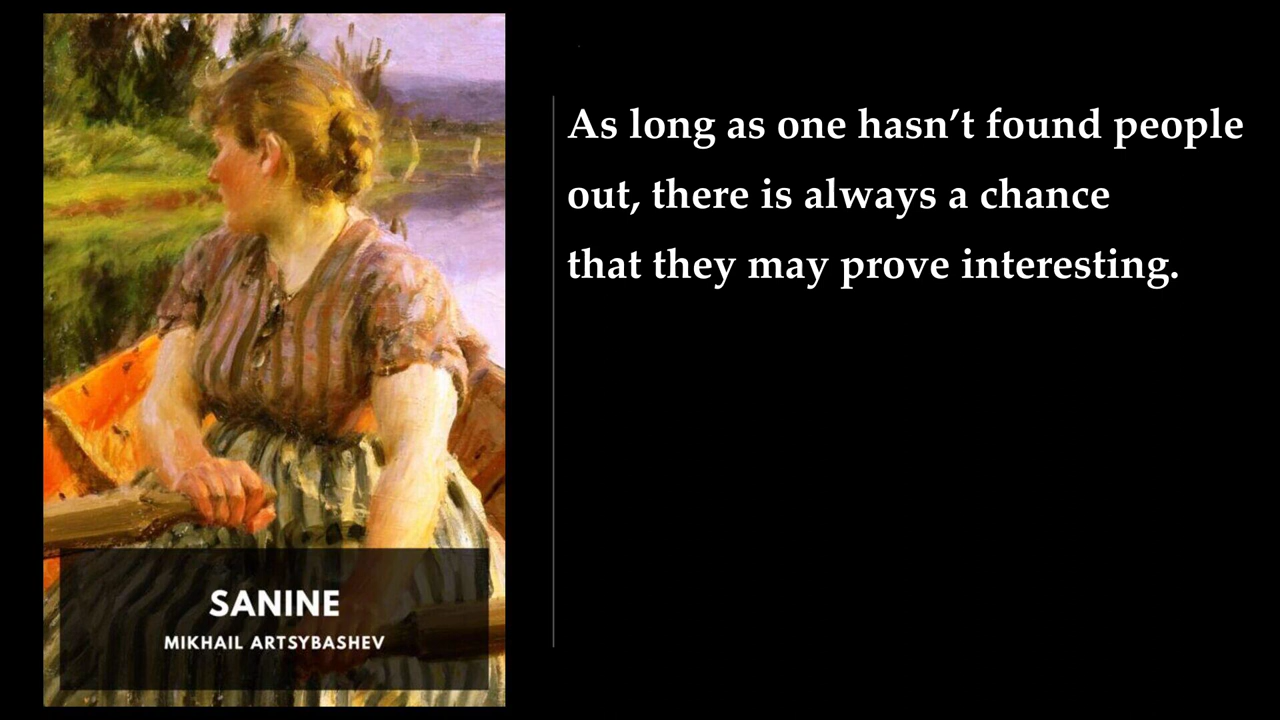 SANINE
MIKHAIL ARTSYBASHEV
As long as one hasn’t found people
out, there is always a chance
that they may prove interesting.